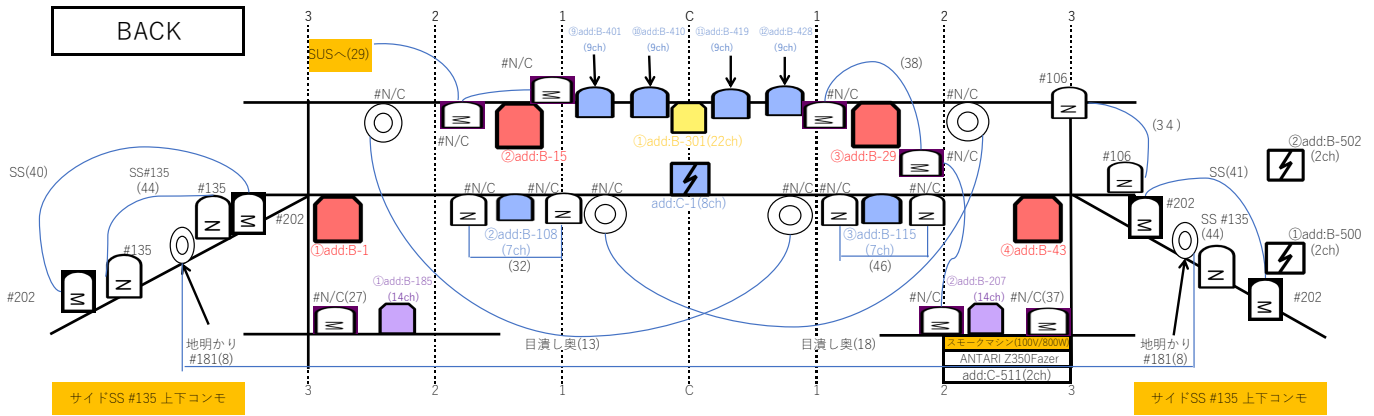 BACK
3
2
1
C
1
2
3
SUSへ(29)
#N/C
⑨add:B-401
(9ch)
⑩add:B-410
(9ch)
⑪add:B-419
(9ch)
⑫add:B-428
(9ch)
(38)
#106
#N/C
M
#N/C
M
②add:B-15
①add:B-301(22ch)
M
③add:B-29
#N/C
N
(３４)
②add:B-502
(2ch)
#N/C
M
SS(40)
SS#135
(44)
#135
N
M
#202
#N/C
N
#N/C
N
#N/C
add:C-1(8ch)
#N/C
#N/C
N
#N/C
N
#106
N
SS(41)
M
#202
SS #135
(44)
①add:B-1
②add:B-108
(7ch)
(32)
③add:B-115
(7ch)
(46)
④add:B-43
①add:B-500
(2ch)
#135
N
M
#202
N
M
#202
#N/C(27)
M
①add:B-185
(14ch)
#N/C
M
②add:B-207
(14ch)
#N/C(37)
M
地明かり
#181(8)
目潰し奥(13)
目潰し奥(18)
スモークマシン(100V/800W)
ANTARI Z350Fazer
add:C-511(2ch)
地明かり
#181(8)
3
2
1
C
1
2
3
サイドSS #135 上下コンモ
サイドSS #135 上下コンモ